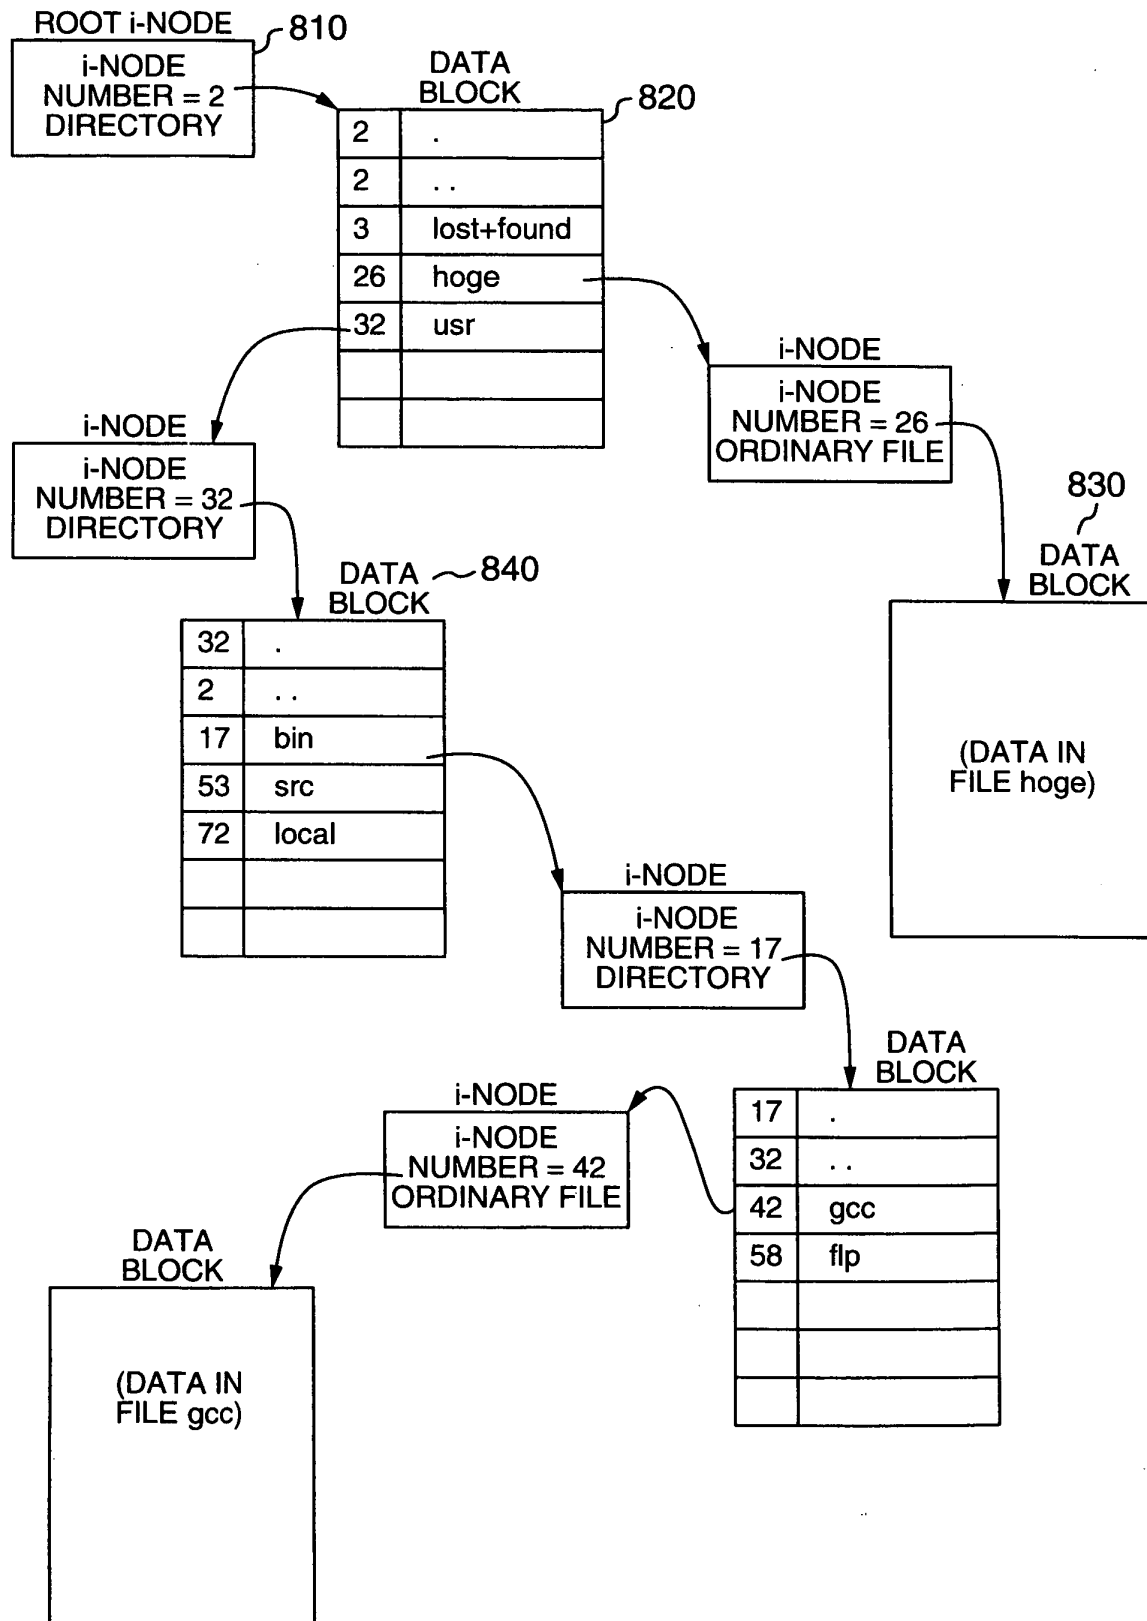 ROOT i-NODE
810
i-NODE
NUMBER = 2
DIRECTORY
DATA
BLOCK
820
2 .
2 . .
3 lost+found
26 hoge
32 usr
i-NODE
i-NODE
NUMBER = 26
ORDINARY FILE
i-NODE
i-NODE
NUMBER = 32
DIRECTORY
830
DATA
BLOCK
(DATA IN
FILE hoge)
DATA
BLOCK
840
32 .
2 . .
17 bin
53 src
72 local
i-NODE
i-NODE
NUMBER = 17
DIRECTORY
DATA
BLOCK
17 .
32 . .
42 gcc
58 flp
i-NODE
i-NODE
NUMBER = 42
ORDINARY FILE
DATA
BLOCK
(DATA IN
FILE gcc)